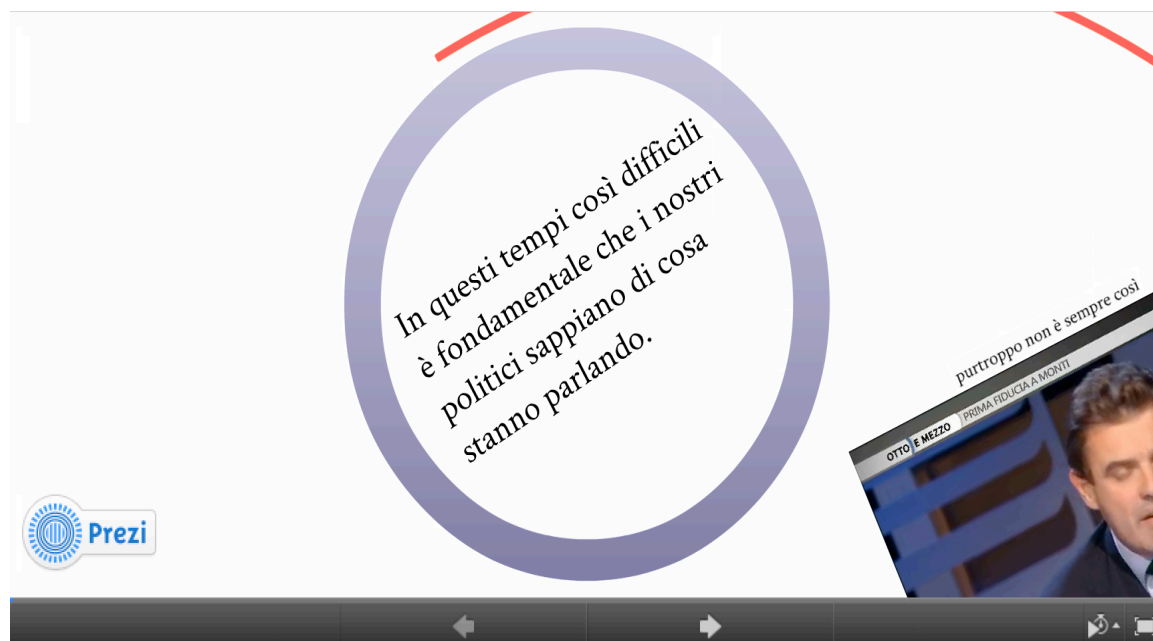 In questi tempi così difficili
è fondamentale che i nostri
politici sappiano di cosa
stanno parlando.
purtroppo non è sempre così
OTTO E MEZZO PRIMA FIDUCIA A MONTI
Prezi